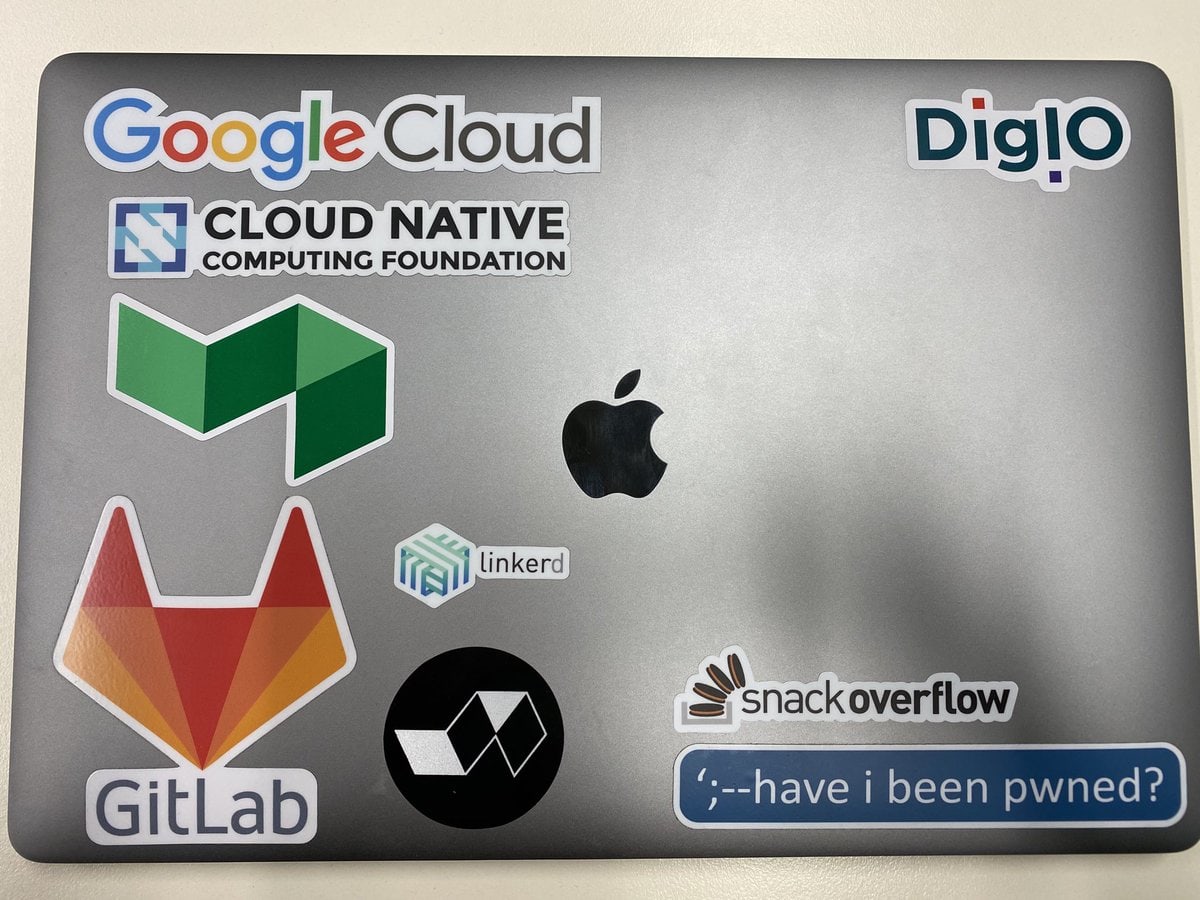 Google Cloud
DigIO
CLOUD NATIVE
COMPUTING FOUNDATION
linkerd
snackoverflow
GitLab
‘;--have i been pwned?